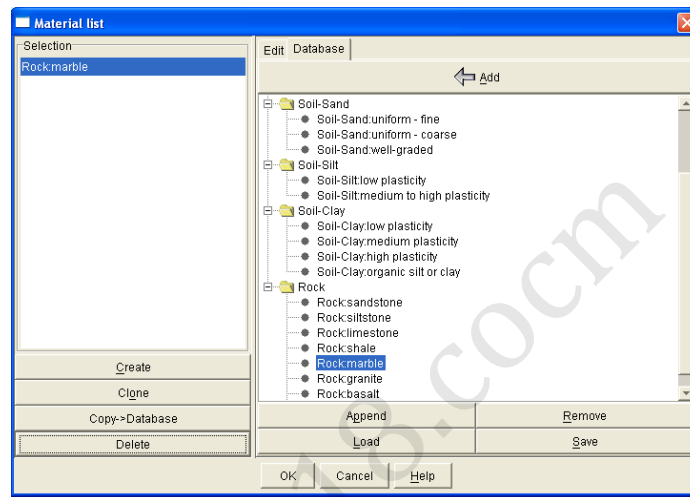 Material list
Selection
Rock:marble
Edit Database
Add
Soil-Sand
Soil-Sand:uniform - fine
Soil-Sand:uniform - coarse
Soil-Sand:well-graded
Soil-Silt
Soil-Silt:low plasticity
Soil-Silt:medium to high plasticity
Soil-Clay
Soil-Clay:low plasticity
Soil-Clay:medium plasticity
Soil-Clay:high plasticity
Soil-Clay:organic silt or clay
Rock
Rock:sandstone
Rock:siltstone
Rock:limestone
Rock:shale
Rock:marble
Rock:granite
Rock:basalt
Create
Clone
Copy->Database
Delete
Append Remove
Load Save
OK Cancel Help
18.cocm